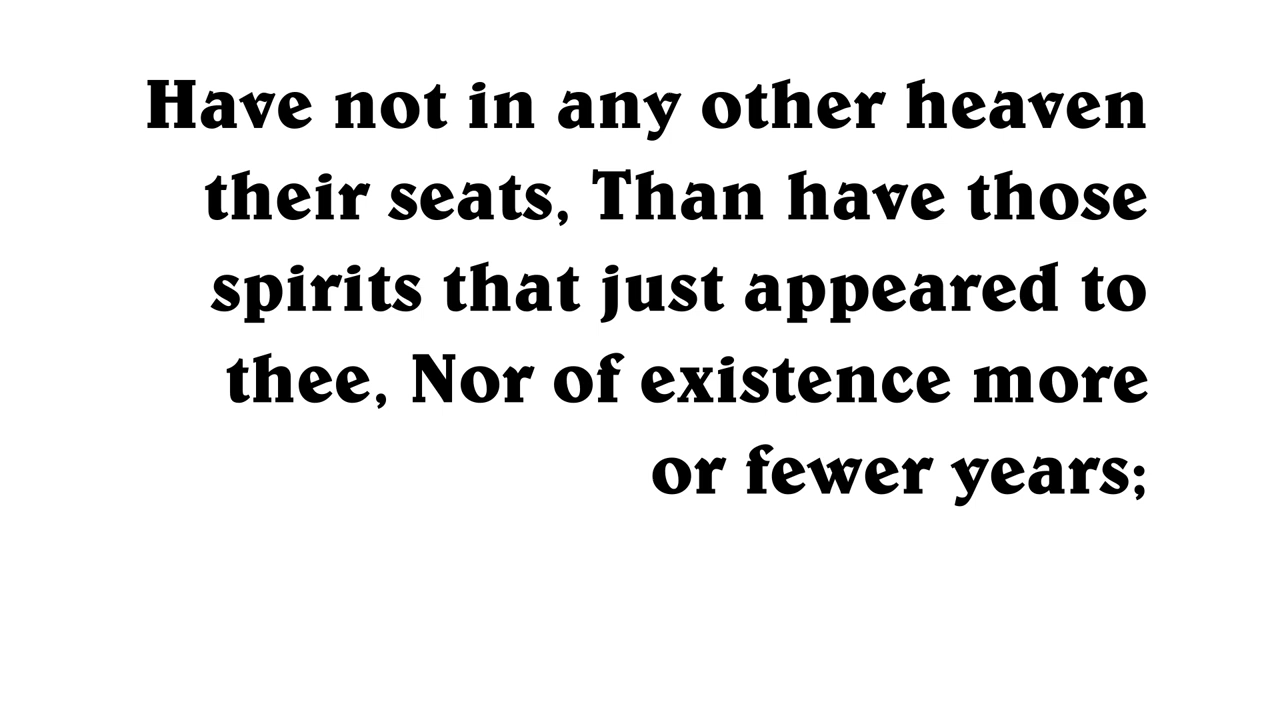 Have not in any other heaven
their seats, Than have those
spirits that just appeared to
thee, Nor of existence more
or fewer years;